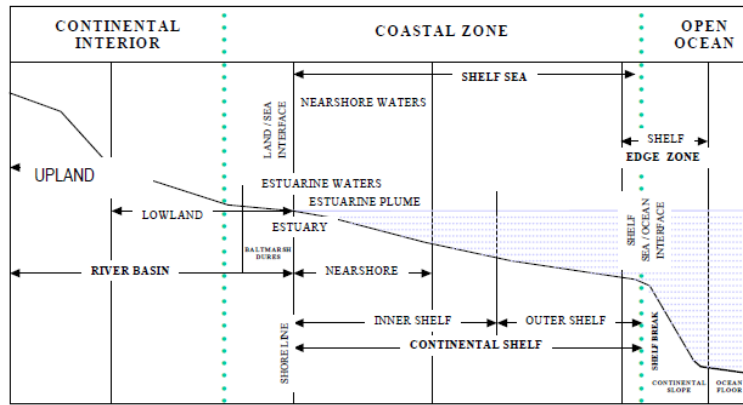 CONTINENTAL
INTERIOR
COASTAL ZONE
OPEN
OCEAN
SHELF SEA
NEARSHORE WATERS
LAND / SEA
INTERFACE
SHELF
EDGE ZONE
UPLAND
ESTUARINE WATERS
ESTUARINE PLUME
LOWLAND
ESTUARY
SHELF
SEA / OCEAN
INTERFACE
BALTMARSH
DURES
RIVER BASIN
NEARSHORE
INNER SHELF
OUTER SHELF
CONTINENTAL SHELF
SHORE LINE
SHELF BREAK
CONTINENTAL
SLOPE
OCEAN
FLOOR